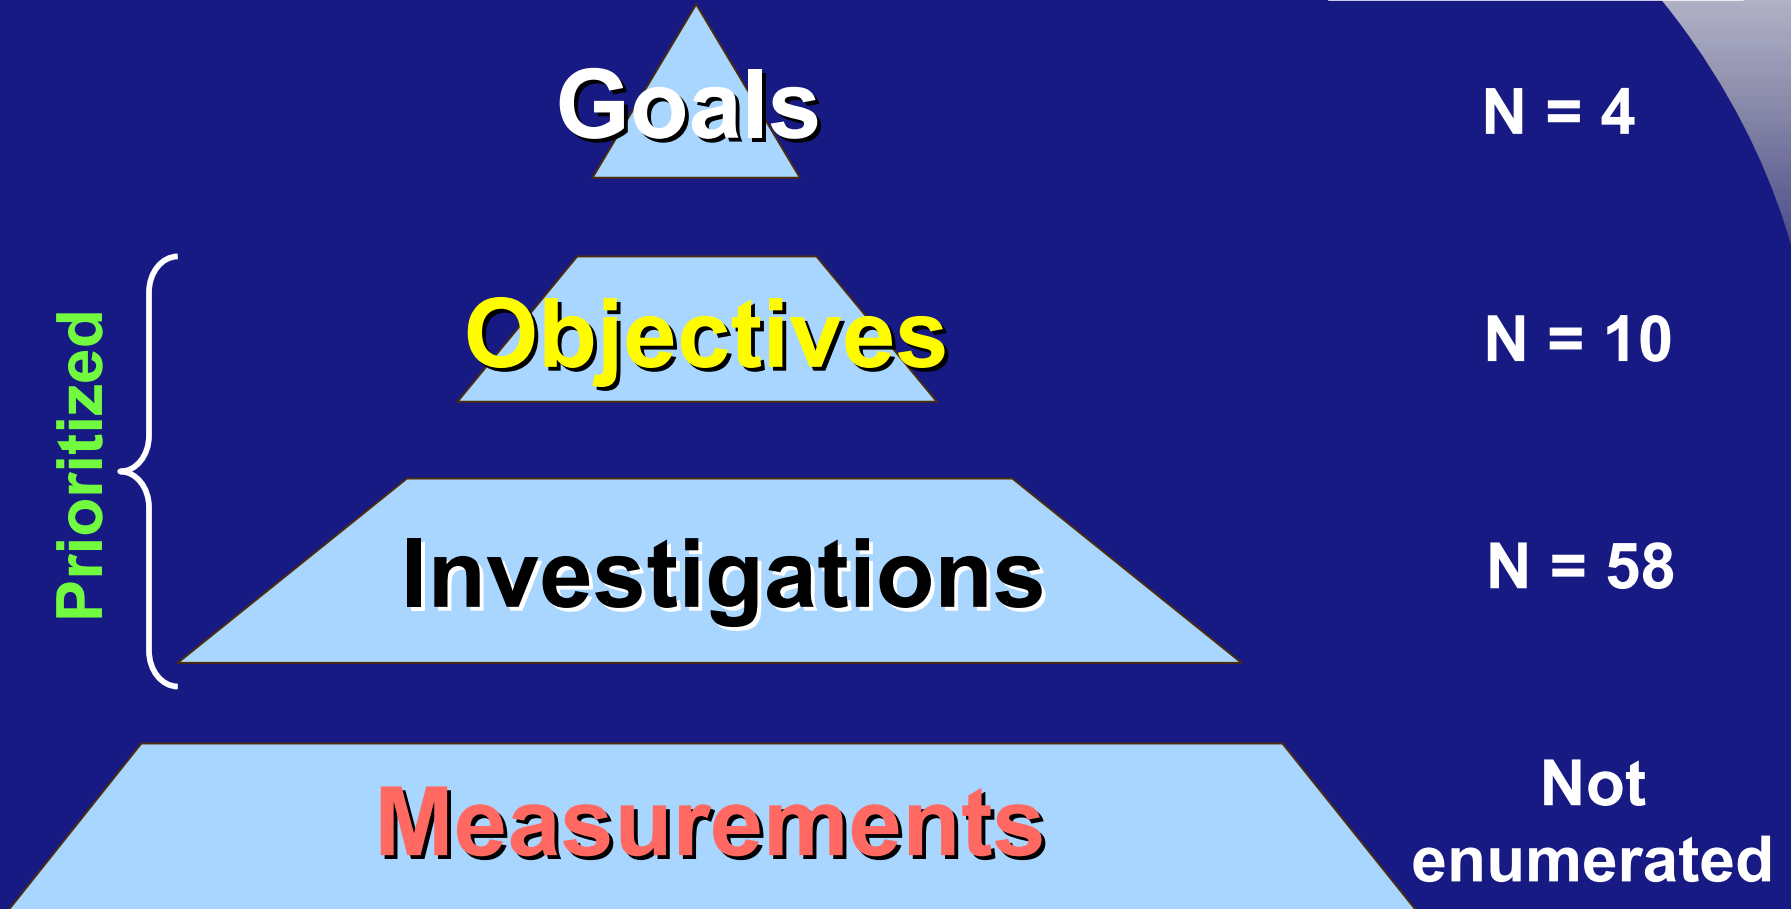 Goals
N = 4
Prioritized
Objectives
N = 10
Investigations
N = 58
Measurements
Not
enumerated